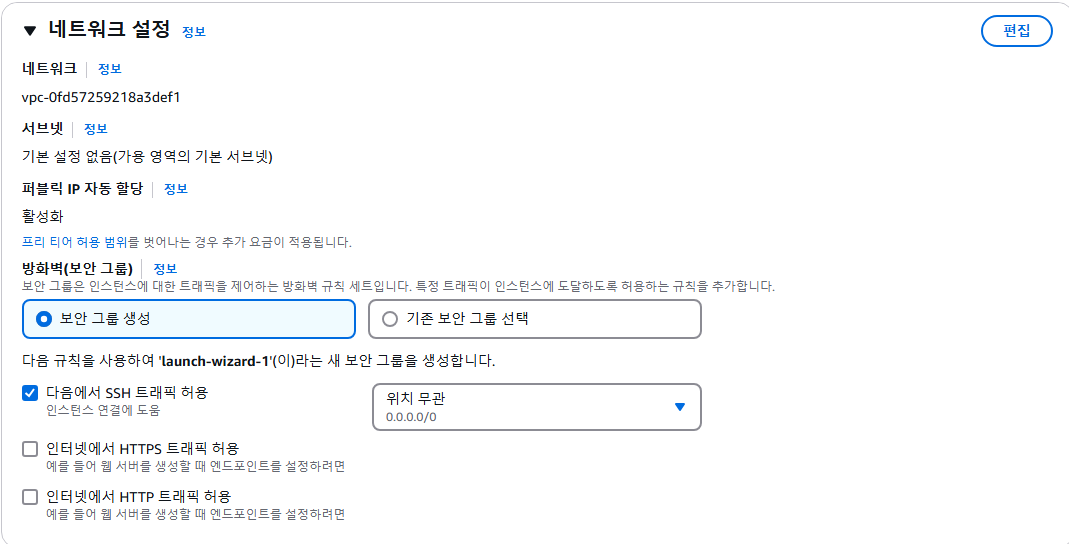 네트워크 설정 정보
편집
네트워크 정보
vpc-0fd57259218a3def1
서브넷 정보
기본 설정 없음(가용 영역의 기본 서브넷)
퍼블릭 IP 자동 할당 정보
활성화
프리 티어 허용 범위를 벗어나는 경우 추가 요금이 적용됩니다.
방화벽(보안 그룹) 정보
보안 그룹은 인스턴스에 대한 트래픽을 제어하는 방화벽 규칙 세트입니다. 특정 트래픽이 인스턴스에 도달하도록 허용하는 규칙을 추가합니다.
보안 그룹 생성
기존 보안 그룹 선택
다음 규칙을 사용하여 'launch-wizard-1'(이)라는 새 보안 그룹을 생성합니다.
다음에서 SSH 트래픽 허용
인스턴스 연결에 도움
위치 무관
0.0.0.0/0
인터넷에서 HTTPS 트래픽 허용
예를 들어 웹 서버를 생성할 때 엔드포인트를 설정하려면
인터넷에서 HTTP 트래픽 허용
예를 들어 웹 서버를 생성할 때 엔드포인트를 설정하려면